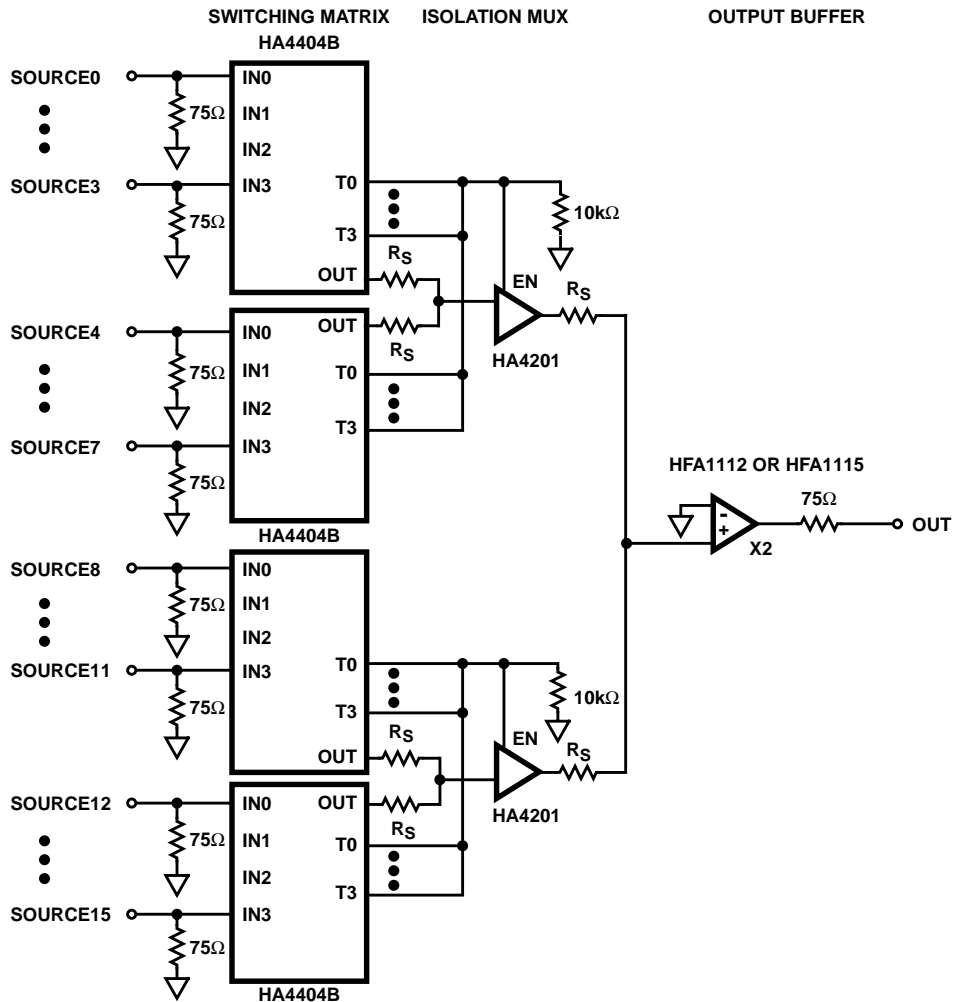 SWITCHING MATRIX ISOLATION MUX OUTPUT BUFFER
HA4404B
SOURCE0
75Ω
IN0
IN1
IN2
SOURCE3
IN3
75Ω
T0
T3
OUT
10kΩ
RS
EN
RS
HA4201
SOURCE4
75Ω
IN0
IN1
IN2
SOURCE7
IN3
75Ω
OUT
RS
T0
T3
HA4404B
HFA1112 OR HFA1115
-
+
X2
75Ω
OUT
SOURCE8
75Ω
IN0
IN1
IN2
SOURCE11
IN3
75Ω
T0
T3
OUT
10kΩ
RS
EN
RS
HA4201
SOURCE12
75Ω
IN0
IN1
IN2
SOURCE15
IN3
75Ω
OUT
RS
T0
T3
HA4404B